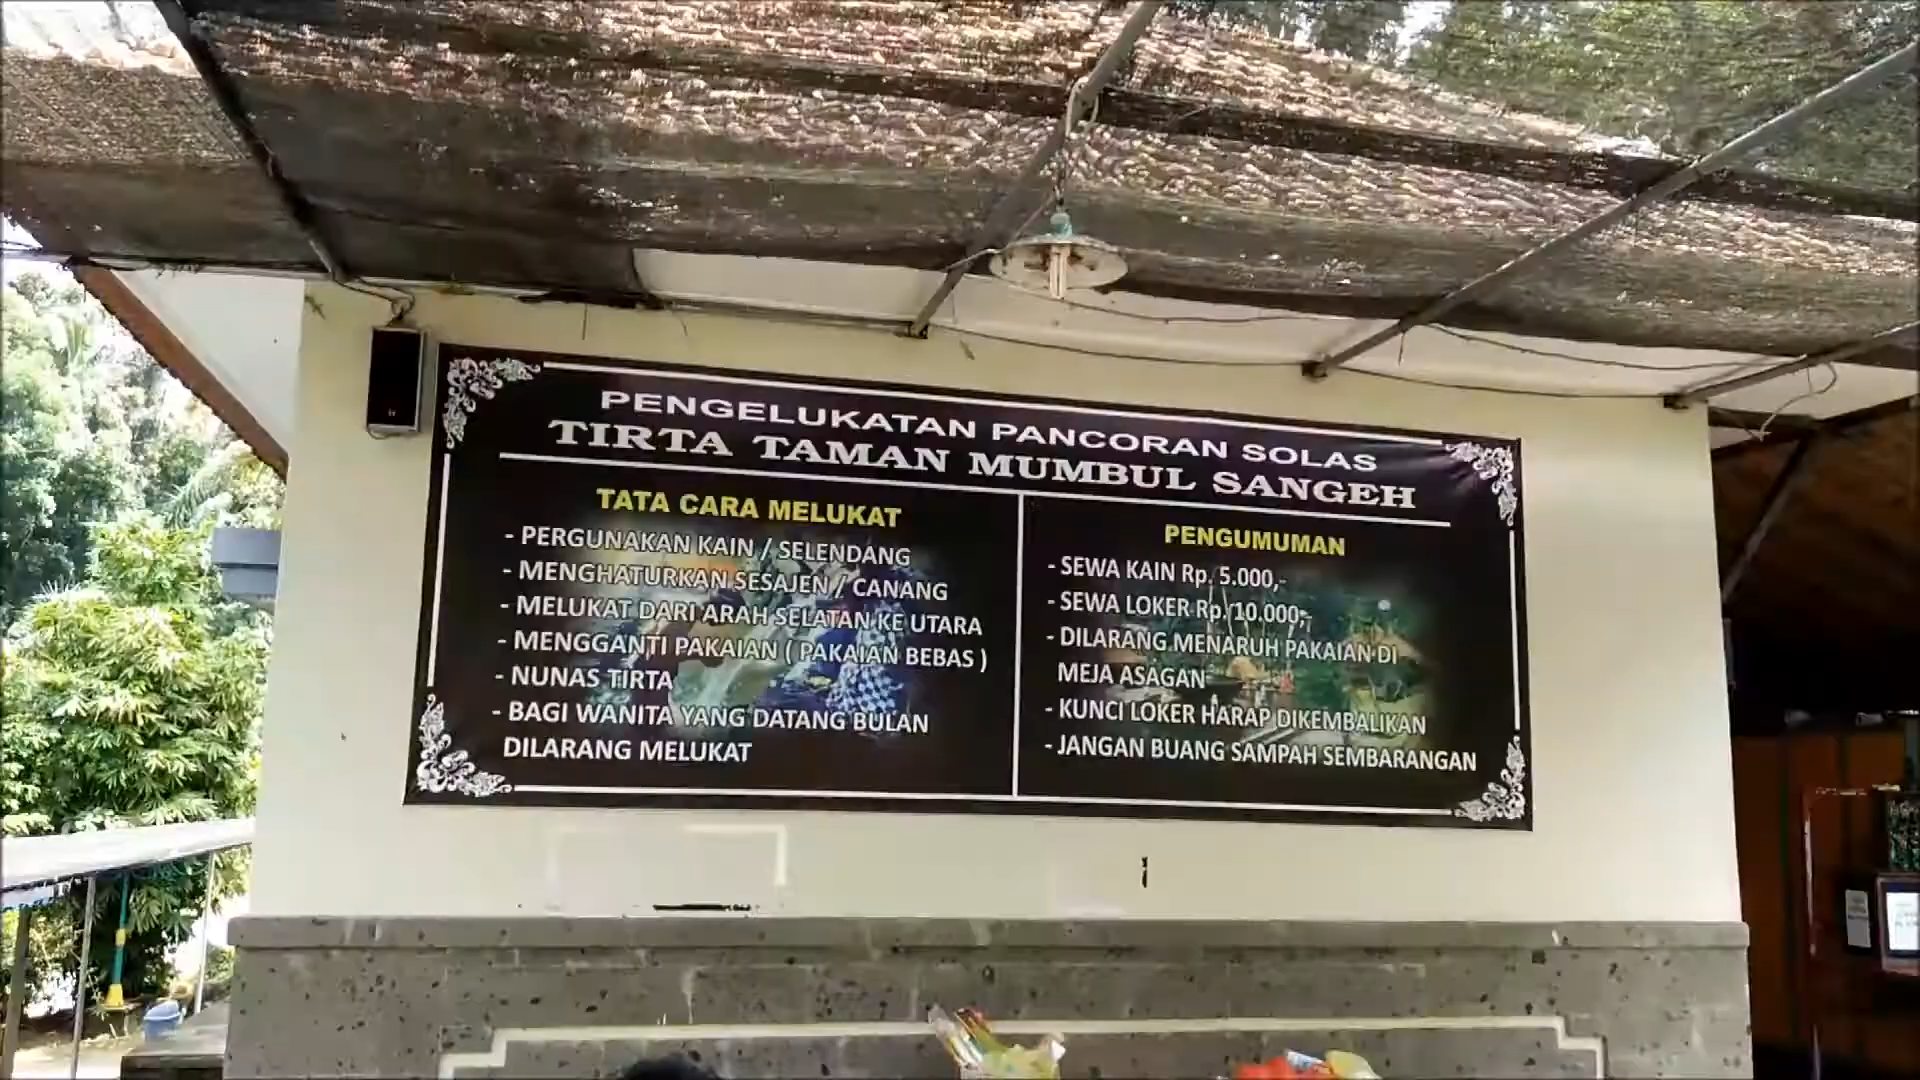 PENGELUKATAN PANCORAN SOLAS
TIRTA TAMAN MUMBUL SANGEH
TATA CARA MELUKAT
- PERGUNAKAN KAIN / SELENDANG
- MENGHATURKAN SESAJEN / CANANG
- MELUKAT DARI ARAH SELATAN KE UTARA
- MENGGANTI PAKAIAN ( PAKAIAN BEBAS )
- NUNAS TIRTA
- BAGI WANITA YANG DATANG BULAN
DILARANG MELUKAT
PENGUMUMAN
- SEWA KAIN Rp. 5.000,-
- SEWA LOKER Rp. 10.000,-
- DILARANG MENARUH PAKAIAN DI
MEJA ASAGAN
- KUNCI LOKER HARAP DIKEMBALIKAN
- JANGAN BUANG SAMPAH SEMBARANGAN